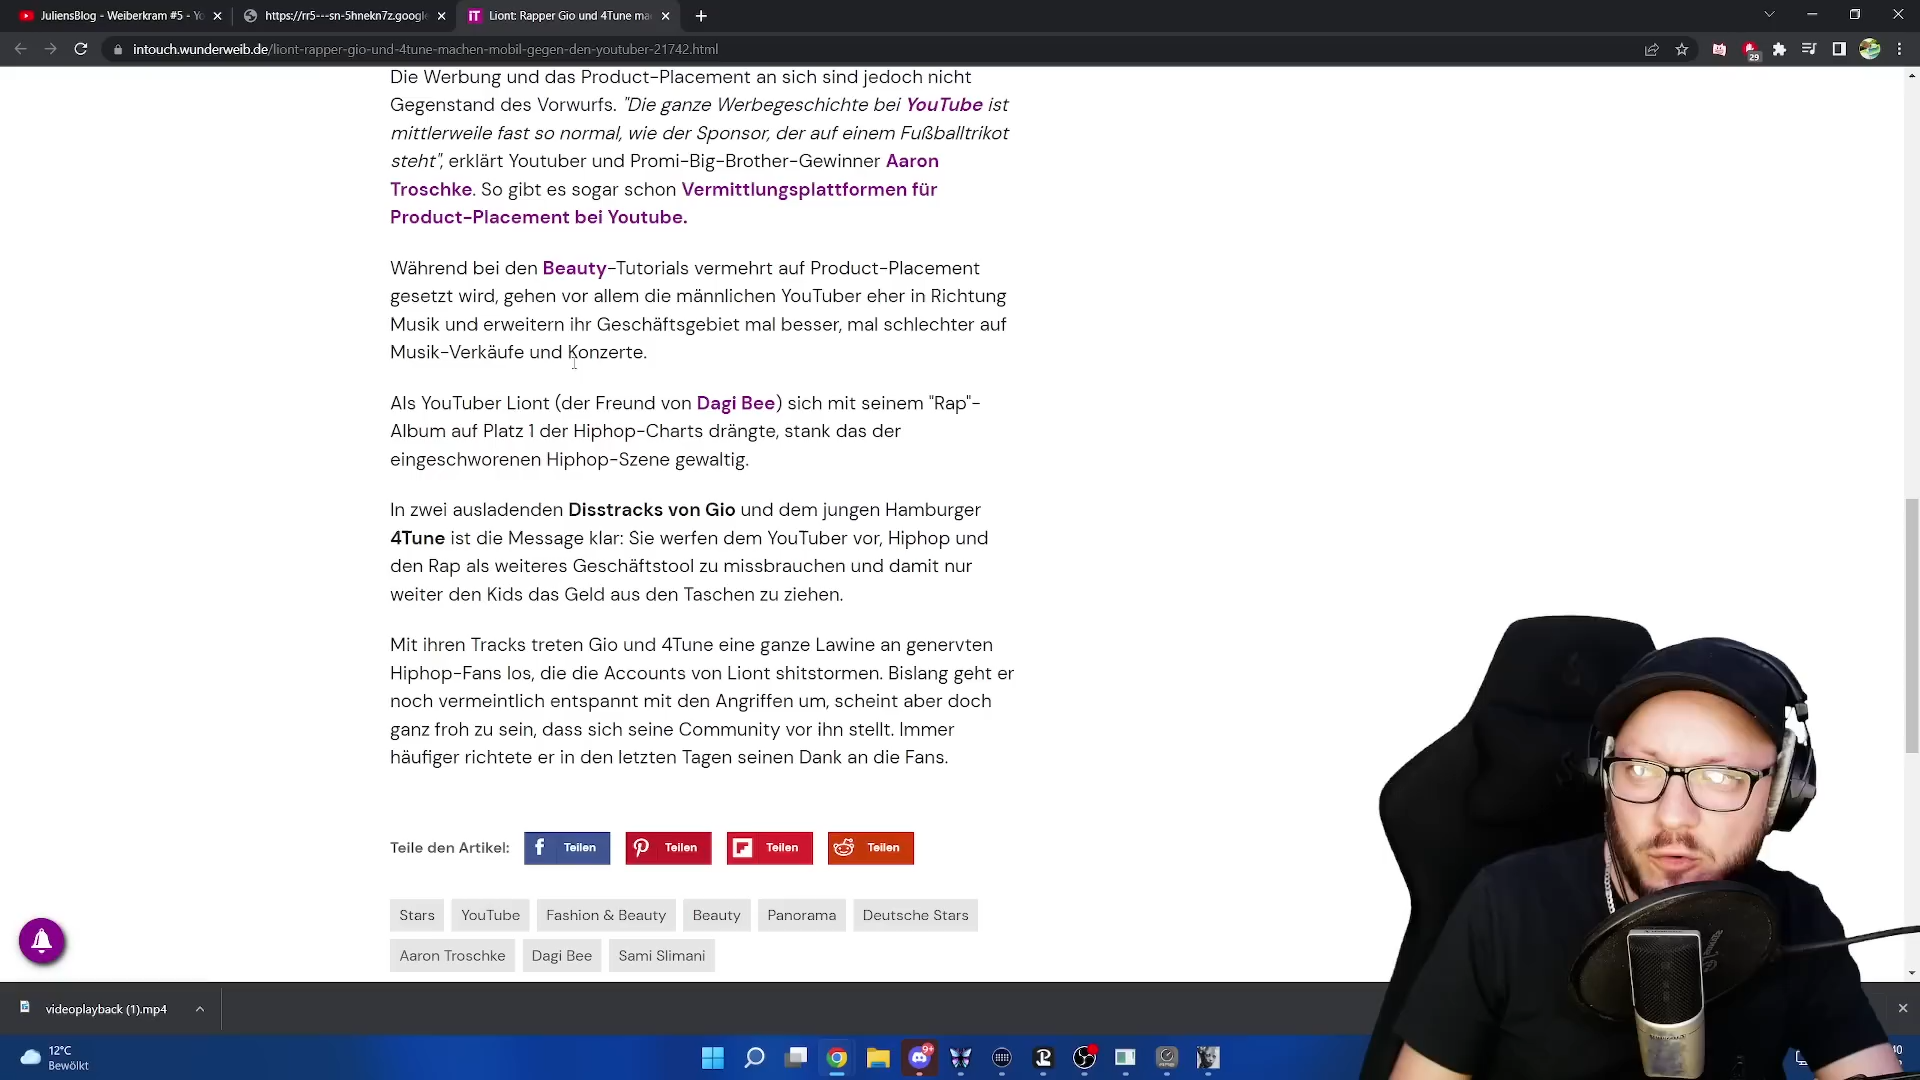 JuliensBlog - Weiberkram #5 - Yo
https://rr5---sn-5hnekn7z.google
Liont: Rapper Gio und 4Tune ma
intouch.wunderweib.de/liont-rapper-gio-und-4tune-machen-mobil-gegen-den-youtuber-21742.html
29
Die Werbung und das Product-Placement an sich sind jedoch nicht
Gegenstand des Vorwurfs. "Die ganze Werbegeschichte bei YouTube ist
mittlerweile fast so normal, wie der Sponsor, der auf einem Fußballtrikot
steht", erklärt Youtuber und Promi-Big-Brother-Gewinner Aaron
Troschke. So gibt es sogar schon Vermittlungsplattformen für
Product-Placement bei Youtube.
Während bei den Beauty-Tutorials vermehrt auf Product-Placement
gesetzt wird, gehen vor allem die männlichen YouTuber eher in Richtung
Musik und erweitern ihr Geschäftsgebiet mal besser, mal schlechter auf
Musik-Verkäufe und Konzerte.
Als YouTuber Liont (der Freund von Dagi Bee) sich mit seinem "Rap"-
Album auf Platz 1 der Hiphop-Charts drängte, stank das der
eingeschworenen Hiphop-Szene gewaltig.
In zwei ausladenden Disstracks von Gio und dem jungen Hamburger
4Tune ist die Message klar: Sie werfen dem YouTuber vor, Hiphop und
den Rap als weiteres Geschäftstool zu missbrauchen und damit nur
weiter den Kids das Geld aus den Taschen zu ziehen.
Mit ihren Tracks treten Gio und 4Tune eine ganze Lawine an genervten
Hiphop-Fans los, die die Accounts von Liont shitstormen. Bislang geht er
noch vermeintlich entspannt mit den Angriffen um, scheint aber doch
ganz froh zu sein, dass sich seine Community vor ihn stellt. Immer
häufiger richtete er in den letzten Tagen seinen Dank an die Fans.
Teile den Artikel: Teilen Teilen Teilen Teilen
Stars YouTube Fashion & Beauty Beauty Panorama Deutsche Stars
Aaron Troschke Dagi Bee Sami Slimani
videoplayback (1).mp4
12°C
Bewölkt
9+